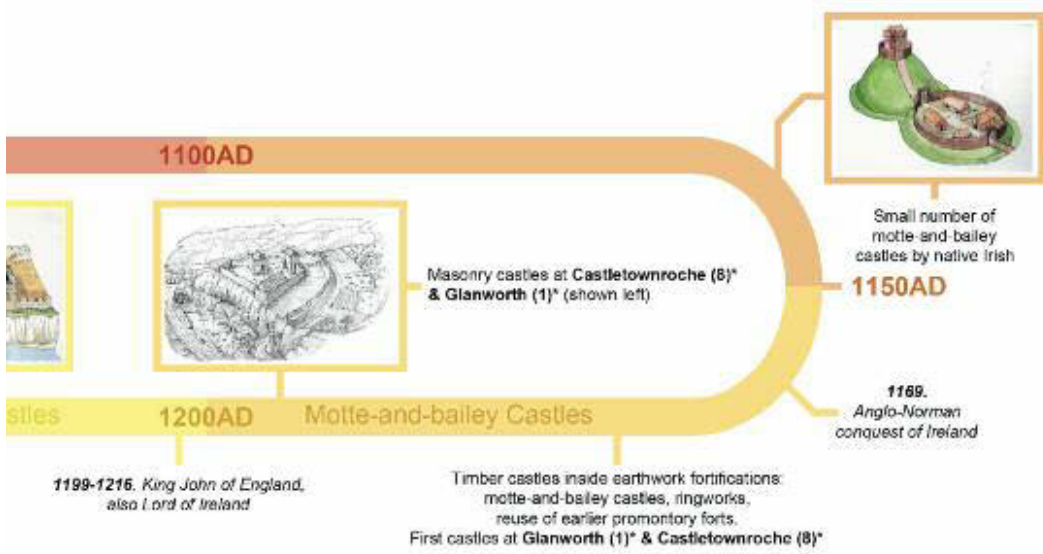 1100AD
Small number of
motte-and-bailey
castles by native Irish
Masonry castles at Castletownroche (8)*
& Glanworth (1)* (shown left)
1150AD
1169.
Anglo-Norman
conquest of Ireland
stles
1200AD
Motte-and-bailey Castles
1199-1216. King John of England,
also Lord of Ireland
Timber castles inside earthwork fortifications:
motte-and-bailey castles, ringworks,
reuse of earlier promontory forts.
First castles at Glanworth (1)* & Castletownroche (8)*